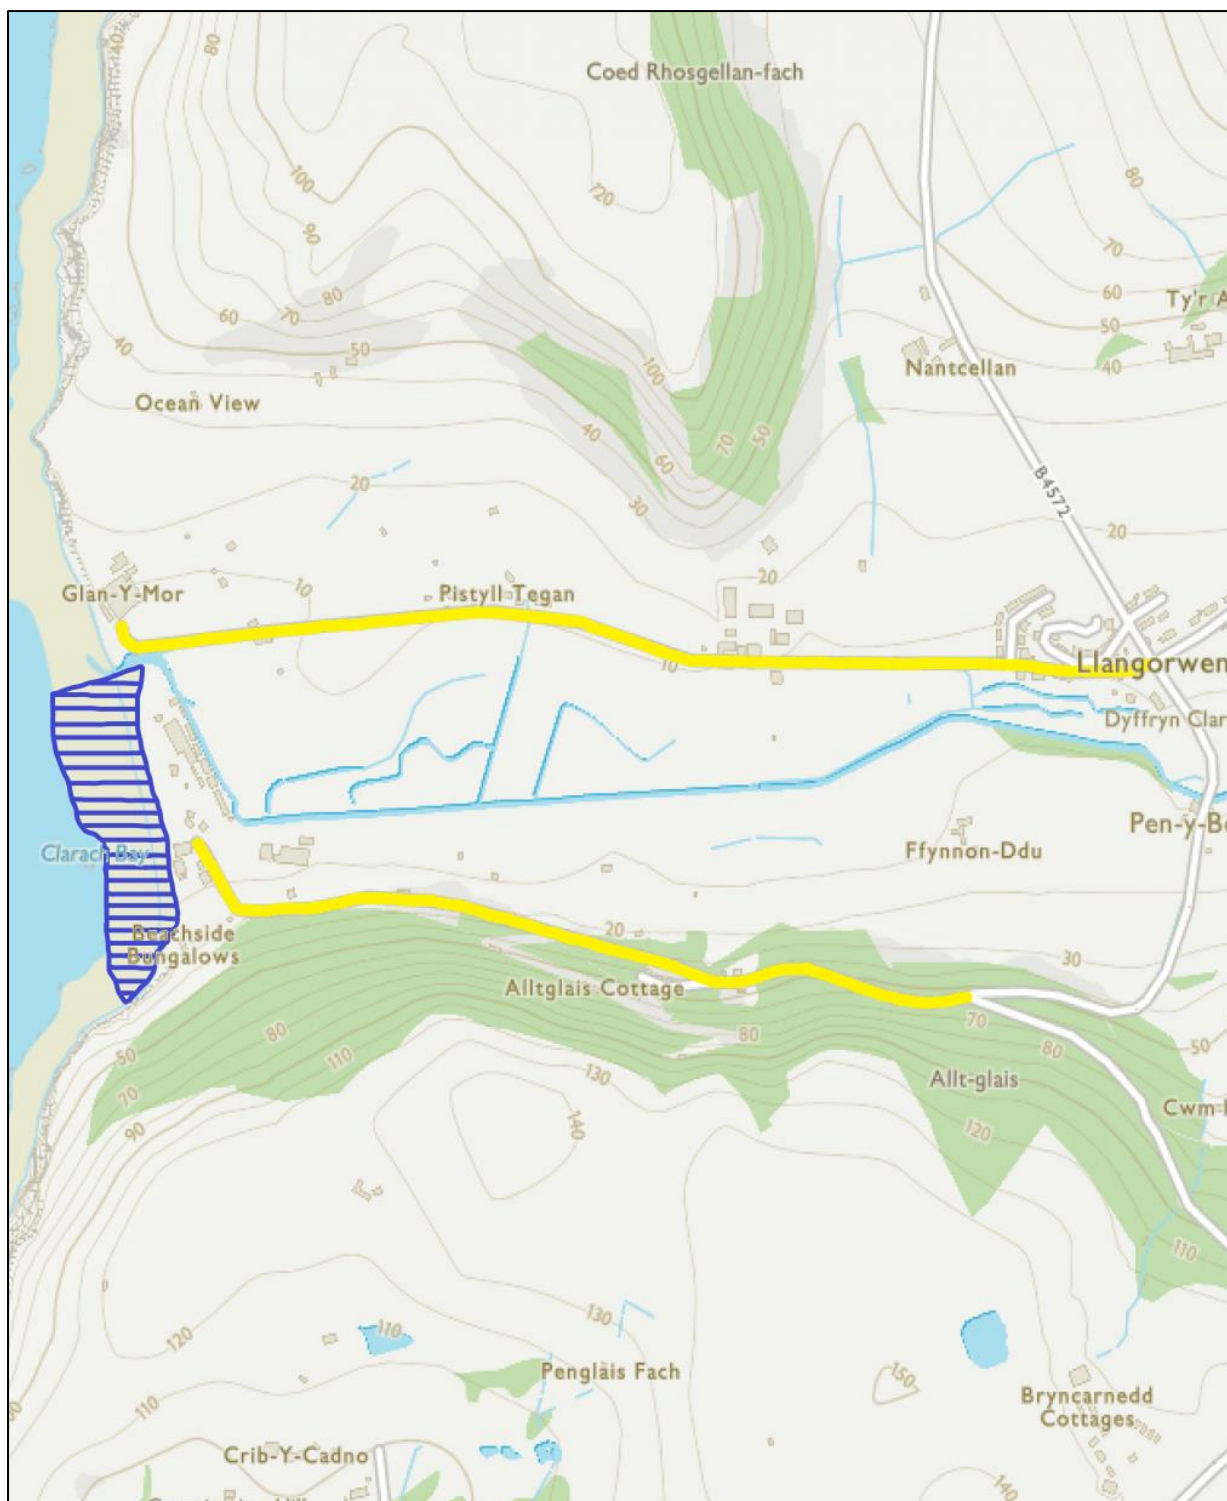 40
80
Coed Rhosgellan-fach
80
100
120
90
70
80
60
70
60
Ty'r A
50
50
40
100
40
Nantcellan
Ocean View
70
50
40
60
20
30
B4572
20
Glan-Y-Mor
10
Pistyll Tegan
20
10
Llangorwen
Dyffryn Clar
Pen-y-B
Clarach Bay
Ffynnon-Ddu
Beachside
Bungalows
20
30
Alltglais Cottage
70
80
80
80
50
50
110
130
Allt-glais
70
90
140
120
Cwm
110
130
120
110
Penglais Fach
150
110
Bryncarnedd
Cottages
Crib-Y-Cadno
140